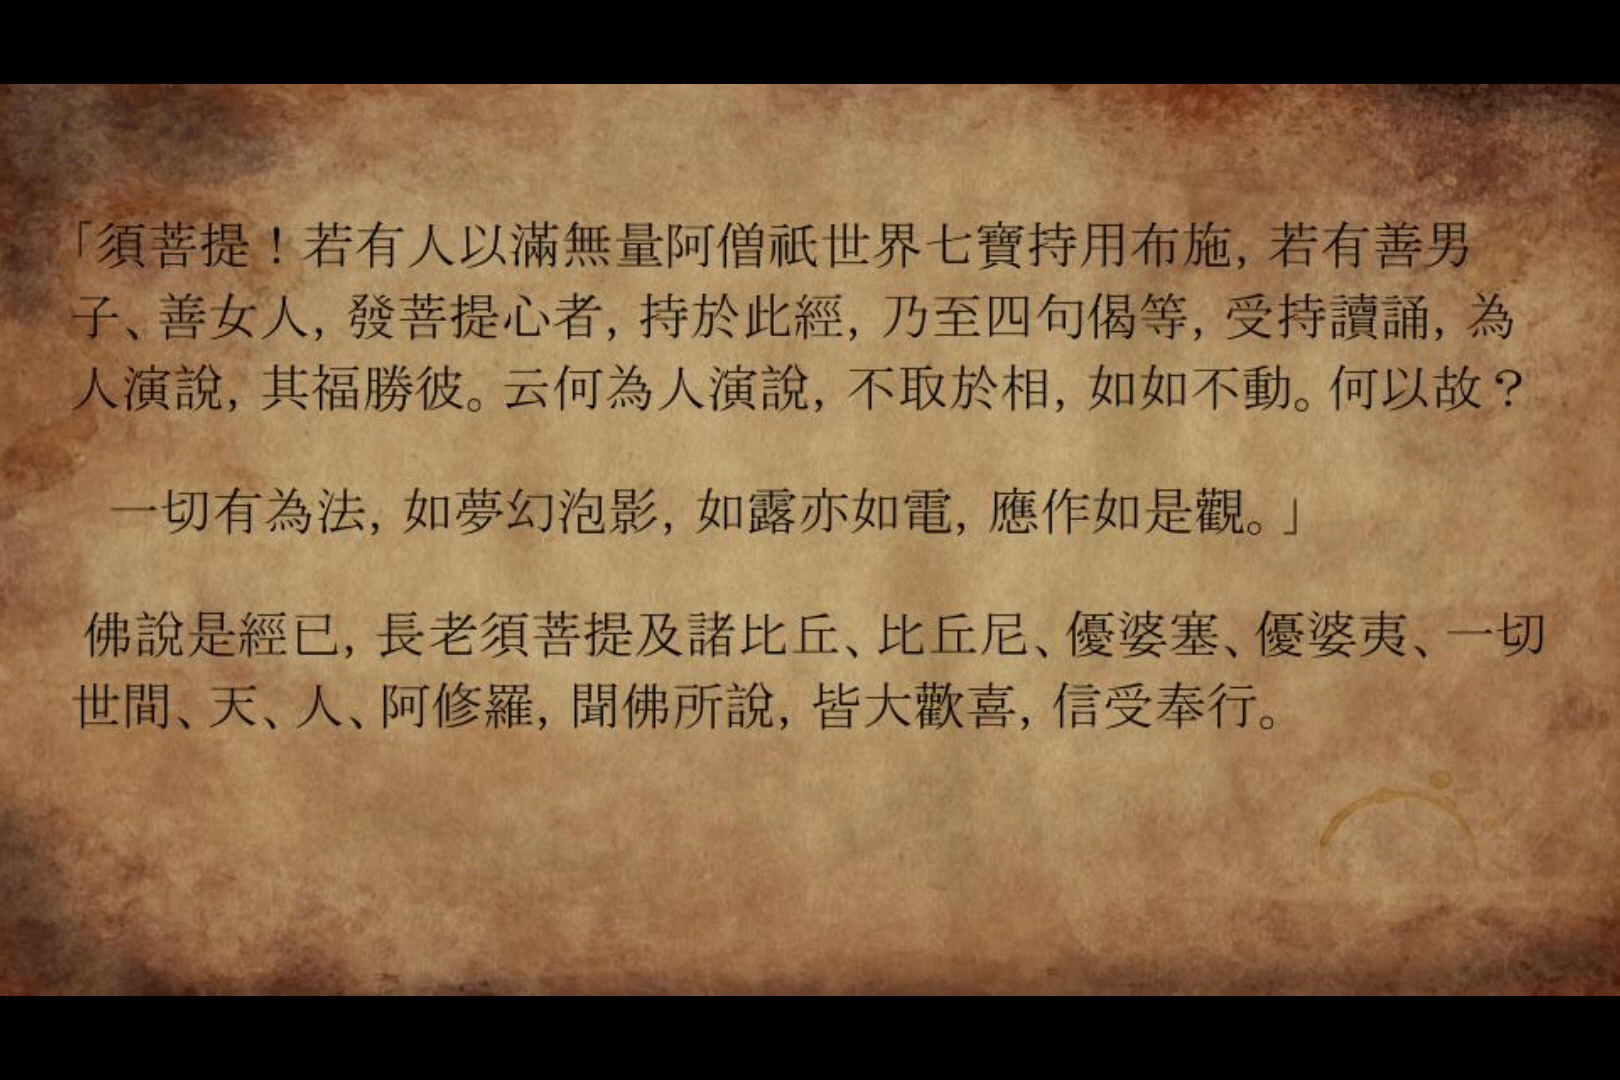 「須菩提！若有人以滿無量阿僧祇世界七寶持用布施，若有善男
子、善女人，發菩提心者，持於此經，乃至四句偈等，受持讀誦，為
人演說，其福勝彼。云何為人演說，不取於相，如如不動。何以故？
一切有為法，如夢幻泡影，如露亦如電，應作如是觀。」
佛說是經已，長老須菩提及諸比丘、比丘尼、優婆塞、優婆夷、一切
世間、天、人、阿修羅，聞佛所說，皆大歡喜，信受奉行。